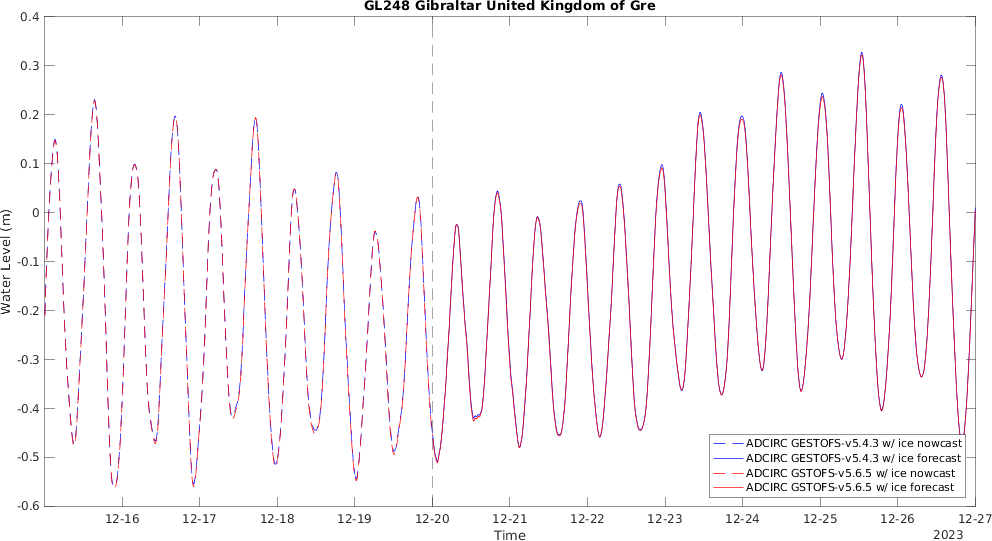 GL248 Gibraltar United Kingdom of Gre
0.4
0.3
0.2
0.1
0
-0.1
-0.2
-0.3
-0.4
-0.5
-0.6
Water Level (m)
ADCIRC GESTOFS-v5.4.3 w/ ice nowcast
ADCIRC GESTOFS-v5.4.3 w/ ice forecast
ADCIRC GSTOFS-v5.6.5 w/ ice nowcast
ADCIRC GSTOFS-v5.6.5 w/ ice forecast
12-16 12-17 12-18 12-19 12-20 12-21 12-22 12-23 12-24 12-25 12-26 12-27
Time
2023